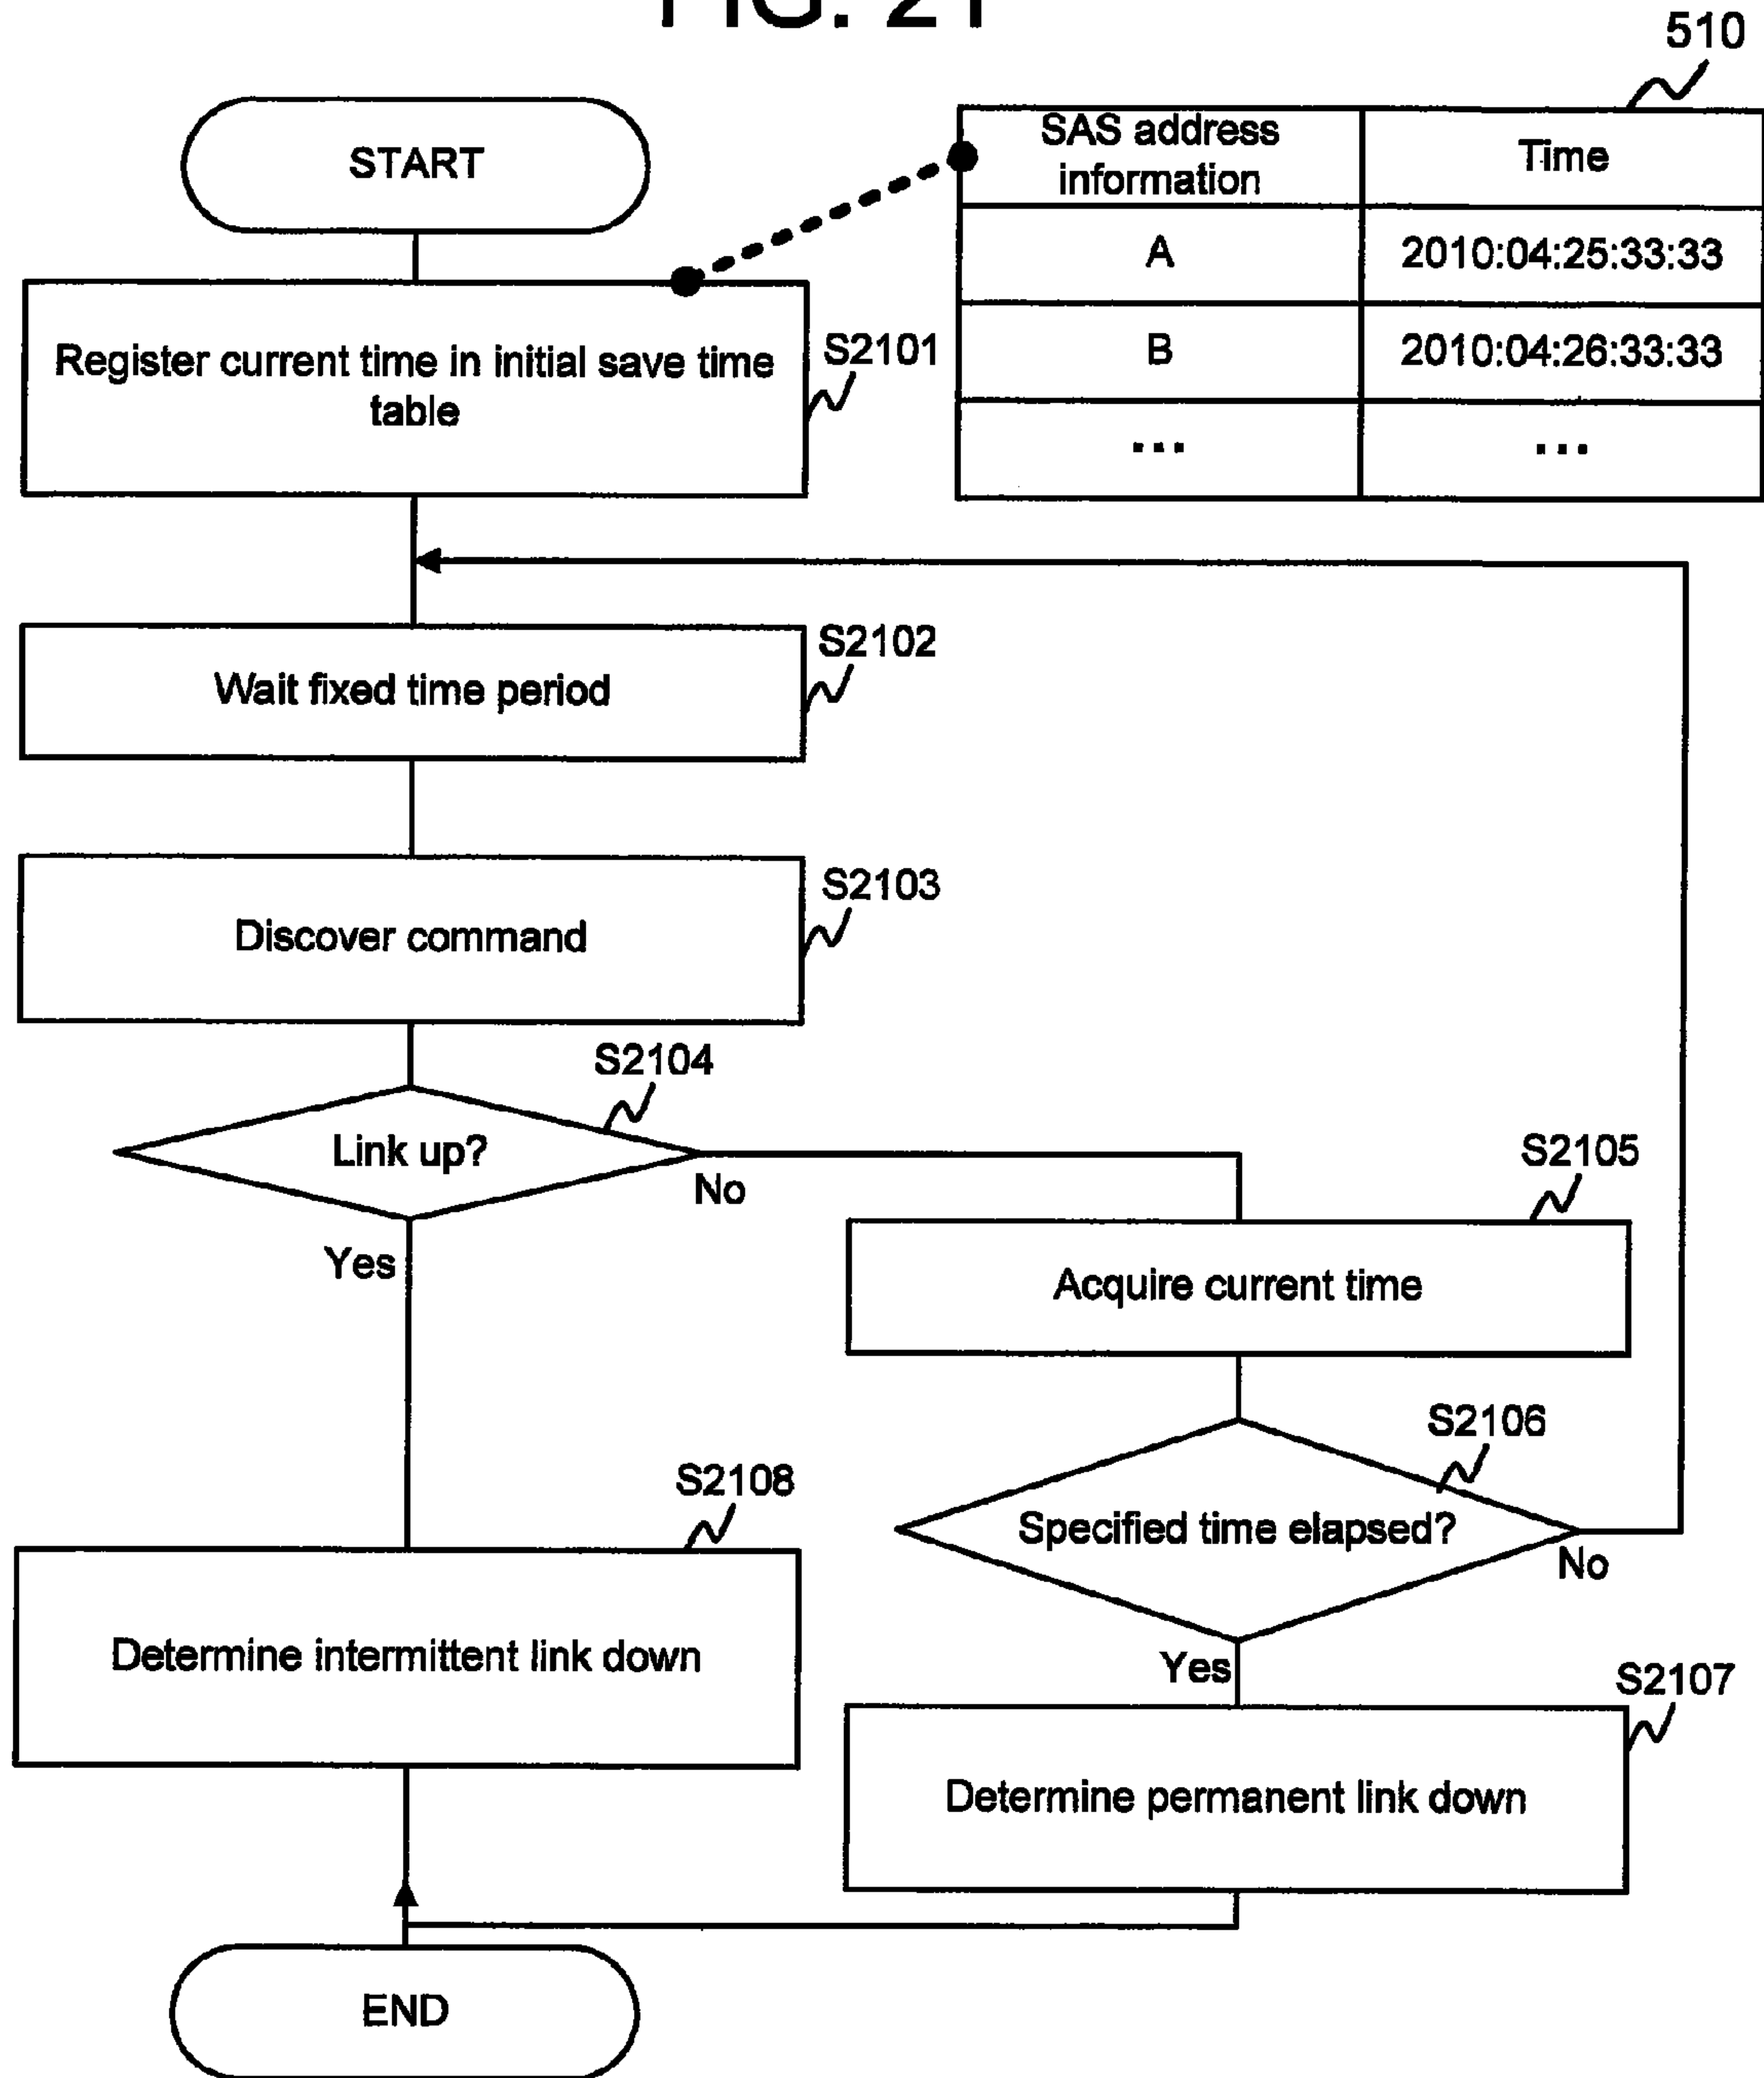 FIG. 21
510
START
SAS address
information
Time
A
2010:04:25:33:33
B
2010:04:26:33:33
...
...
Register current time in initial save time
table
S2101
S2102
Wait fixed time period
S2103
Discover command
S2104
Link up?
No
Yes
S2105
Acquire current time
S2106
Specified time elapsed?
No
Yes
S2108
Determine intermittent link down
S2107
Determine permanent link down
END